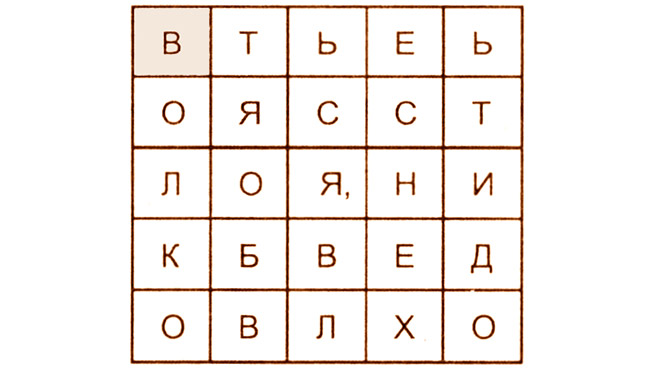 В Т Ь Е Ь
О Я С С Т
Л О Я, Н И
К Б В Е Д
О В Л Х О